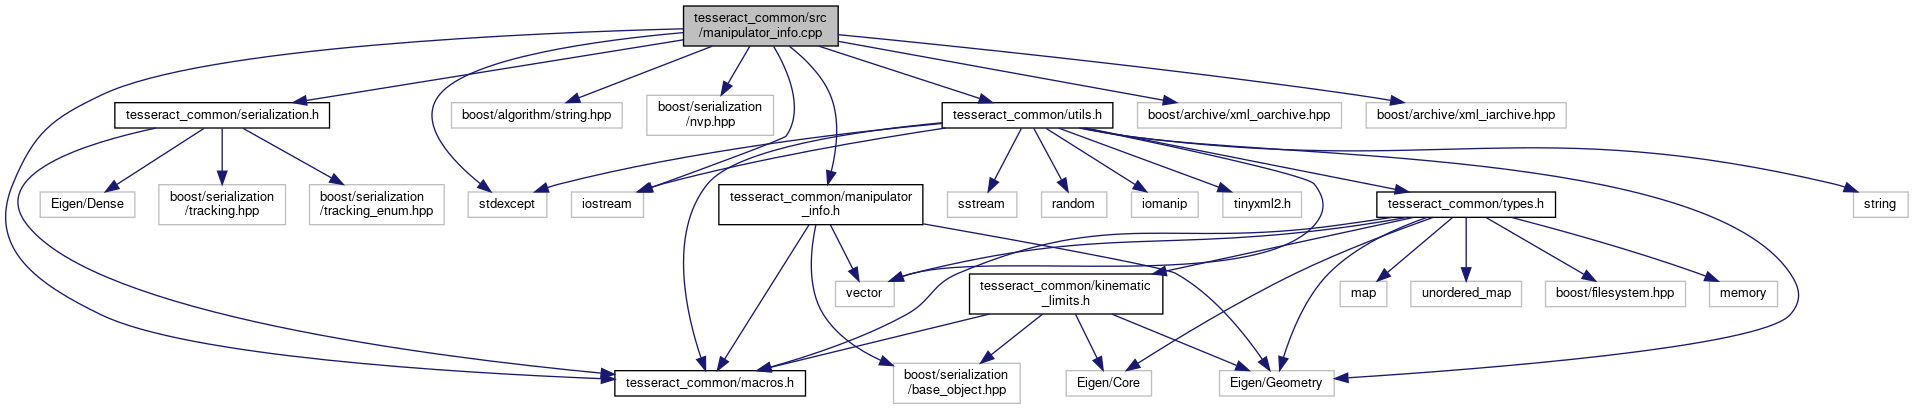 tesseract_common/src
/manipulator_info.cpp
tesseract_common/serialization.h
boost/algorithm/string.hpp
boost/serialization
/nvp.hpp
tesseract_common/utils.h
boost/archive/xml_oarchive.hpp
boost/archive/xml_iarchive.hpp
Eigen/Dense
boost/serialization
/tracking.hpp
boost/serialization
/tracking_enum.hpp
stdexcept
iostream
tesseract_common/manipulator
_info.h
sstream
random
iomanip
tinyxml2.h
tesseract_common/types.h
string
vector
tesseract_common/kinematic
_limits.h
map
unordered_map
boost/filesystem.hpp
memory
tesseract_common/macros.h
boost/serialization
/base_object.hpp
Eigen/Core
Eigen/Geometry